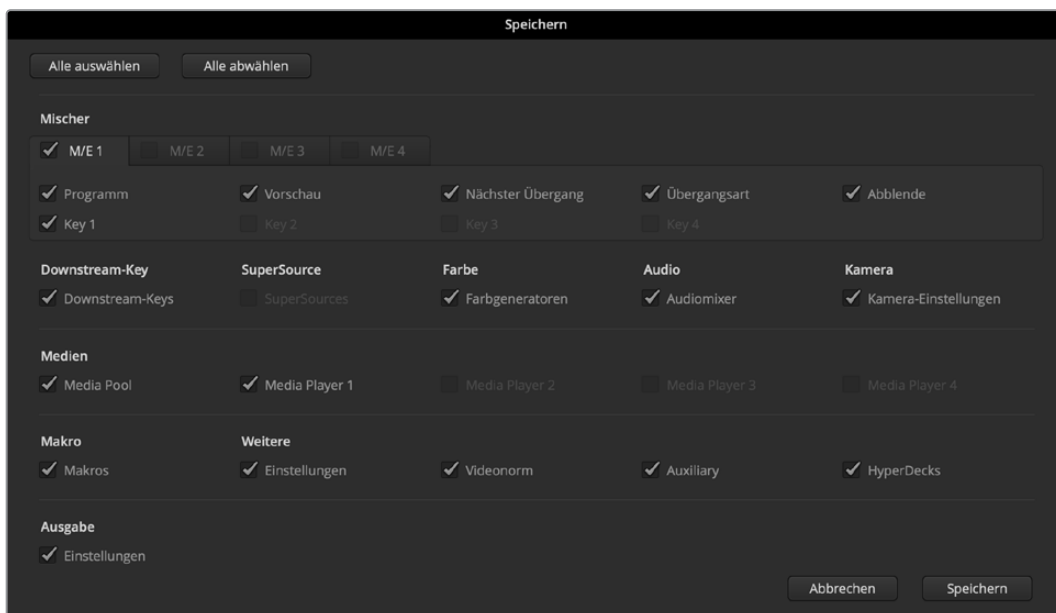 Speichern
Alle auswählen Alle abwählen
Mischer
M/E 1 M/E 2 M/E 3 M/E 4
Programm Vorschau Nächster Übergang Übergangsart Abblende
Key 1 Key 2 Key 3 Key 4
Downstream-Key SuperSource Farbe Audio Kamera
Downstream-Keys SuperSources Farbgeneratoren Audiomixer Kamera-Einstellungen
Medien
Media Pool Media Player 1 Media Player 2 Media Player 3 Media Player 4
Makro Weitere
Makros Einstellungen Videonorm Auxiliary HyperDecks
Ausgabe
Einstellungen
Abbrechen Speichern